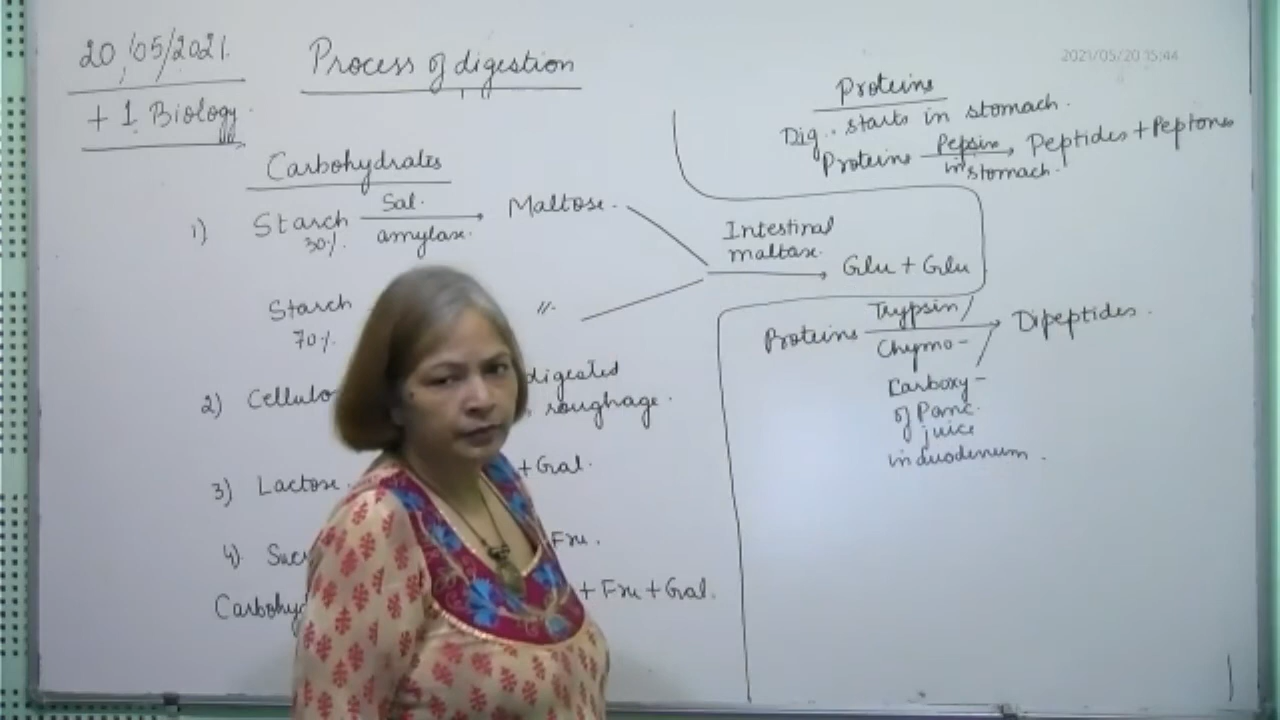 20/05/2021.
+ 1 Biology.
Process of digestion
2021/05/20 15:44
Carbohydrates
1) Starch 30% Sal. amylase. Maltose.
Starch 70% 〃
Intestinal maltase. Glu + Glu
2) Cellulo digested
, roughage.
3) Lactose. + Gal.
4) Suc Fru.
Carbohyd + Fru + Gal.
Proteins
Dig.. starts in stomach.
Proteins Pepsin in stomach. Peptides + Peptones
Proteins Trypsin/ Dipeptides.
Chymo-/
Carboxy-
of Panc.
juice
in duodenum.